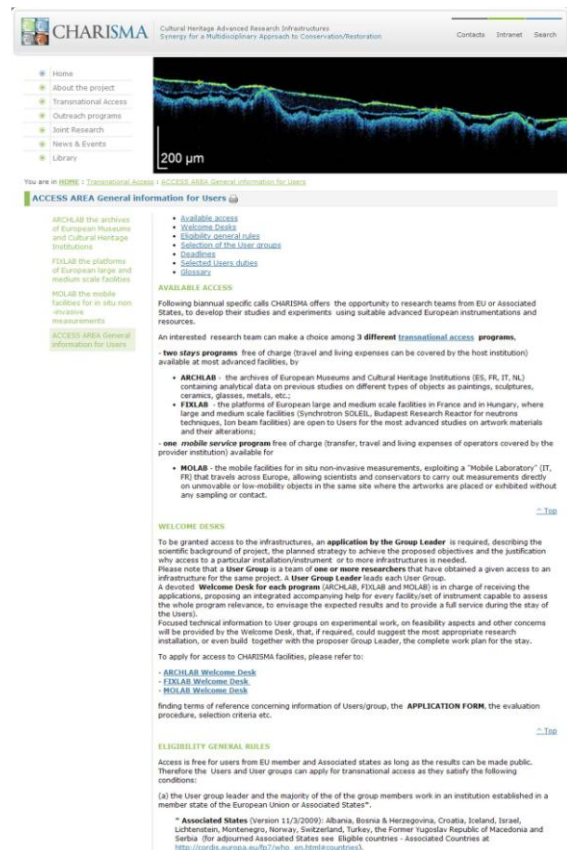 CHARISMA
Cultural Heritage Advanced Research Infrastructures
Synergy for a Multidisciplinary Approach to Conservation/Restoration
Contacts Intranet Search
Home
About the project
Transnational Access
Outreach programs
Joint Research
News & Events
Library
200 µm
You are in HOME : Transnational Access : ACCESS AREA General information for Users
ACCESS AREA General information for Users
ARCHLAB the archives
of European Museums
and Cultural Heritage
Institutions
FIXLAB the platforms
of European large and
medium scale facilities
MOLAB the mobile
facilities for in situ non
-invasive
measurements
ACCESS AREA General
information for Users
Available access
Welcome Desks
Eligibility general rules
Selection of the User groups
Deadlines
Selected Users duties
Glossary
AVAILABLE ACCESS
Following biannual specific calls CHARISMA offers the opportunity to research teams from EU or Associated
States, to develop their studies and experiments using suitable advanced European instrumentations and
resources.
An interested research team can make a choice among 3 different transnational access programs,
- two stays programs free of charge (travel and living expenses can be covered by the host institution)
available at most advanced facilities, by
ARCHLAB - the archives of European Museums and Cultural Heritage Institutions (ES, FR, IT, NL)
containing analytical data on previous studies on different types of objects as paintings, sculptures,
ceramics, glasses, metals, etc.;
FIXLAB - the platforms of European large and medium scale facilities in France and in Hungary, where
large and medium scale facilities (Synchrotron SOLEIL, Budapest Research Reactor for neutrons
techniques, Ion beam facilities) are open to Users for the most advanced studies on artwork materials
and their alterations;
- one mobile service program free of charge (transfer, travel and living expenses of operators covered by the
provider institution) available for
MOLAB - the mobile facilities for in situ non-invasive measurements, exploiting a "Mobile Laboratory" (IT,
FR) that travels across Europe, allowing scientists and conservators to carry out measurements directly
on unmovable or low-mobility objects in the same site where the artworks are placed or exhibited without
any sampling or contact.
^ Top
WELCOME DESKS
To be granted access to the infrastructures, an application by the Group Leader is required, describing the
scientific background of project, the planned strategy to achieve the proposed objectives and the justification
why access to a particular installation/instrument or to more infrastructures is needed.
Please note that a User Group is a team of one or more researchers that have obtained a given access to an
infrastructure for the same project. A User Group Leader leads each User Group.
A devoted Welcome Desk for each program (ARCHLAB, FIXLAB and MOLAB) is in charge of receiving the
applications, proposing an integrated accompanying help for every facility/set of instrument capable to assess
the whole program relevance, to envisage the expected results and to provide a full service during the stay of
the Users).
Focused technical information to User groups on experimental work, on feasibility aspects and other concerns
will be provided by the Welcome Desk, that, if required, could suggest the most appropriate research
installation, or even build together with the proposer Group Leader, the complete work plan for the stay.
To apply for access to CHARISMA facilities, please refer to:
- ARCHLAB Welcome Desk
- FIXLAB Welcome Desk
- MOLAB Welcome Desk
finding terms of reference concerning information of Users/group, the APPLICATION FORM, the evaluation
procedure, selection criteria etc.
^ Top
ELIGIBILITY GENERAL RULES
Access is free for users from EU member and Associated states as long as the results can be made public.
Therefore the Users and User groups can apply for transnational access as they satisfy the following
conditions:
(a) the User group leader and the majority of the of the group members work in an institution established in a
member state of the European Union or Associated States*.
* Associated States (Version 11/3/2009): Albania, Bosnia & Herzegovina, Croatia, Iceland, Israel,
Lichtenstein, Montenegro, Norway, Switzerland, Turkey, the Former Yugoslav Republic of Macedonia and
Serbia (for adjourned Associated States see Eligible countries - Associated Countries at
http://cordis.europa.eu/fp7/who_en.html#countries).